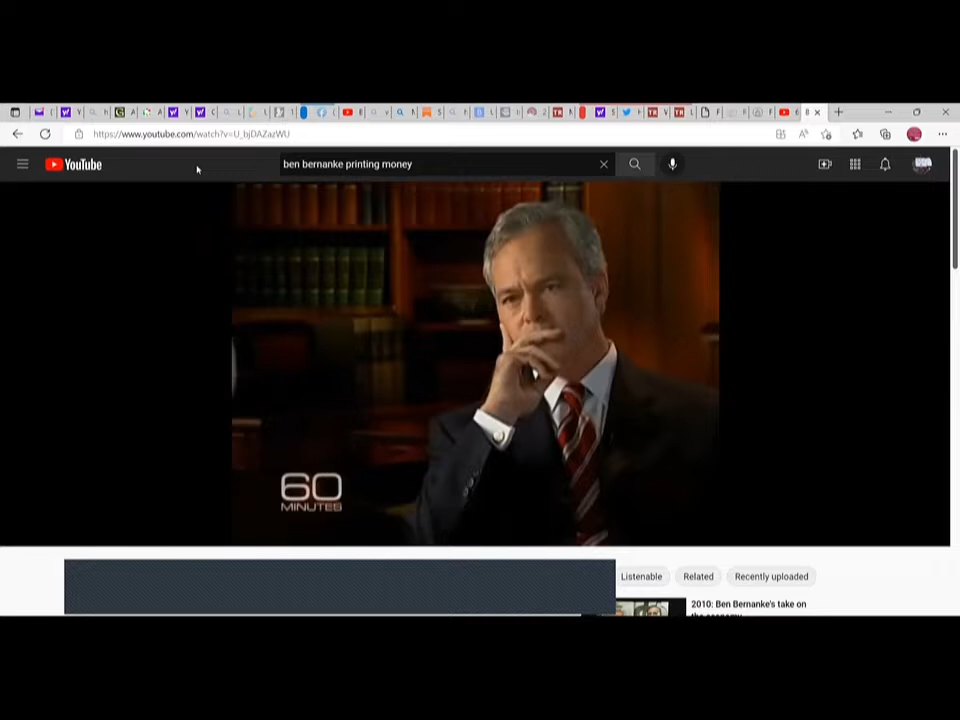 https://www.youtube.com/watch?v=U_bjDAZazWU
YouTube
ben bernanke printing money
60
MINUTES
Listenable
Related
Recently uploaded
2010: Ben Bernanke's take on